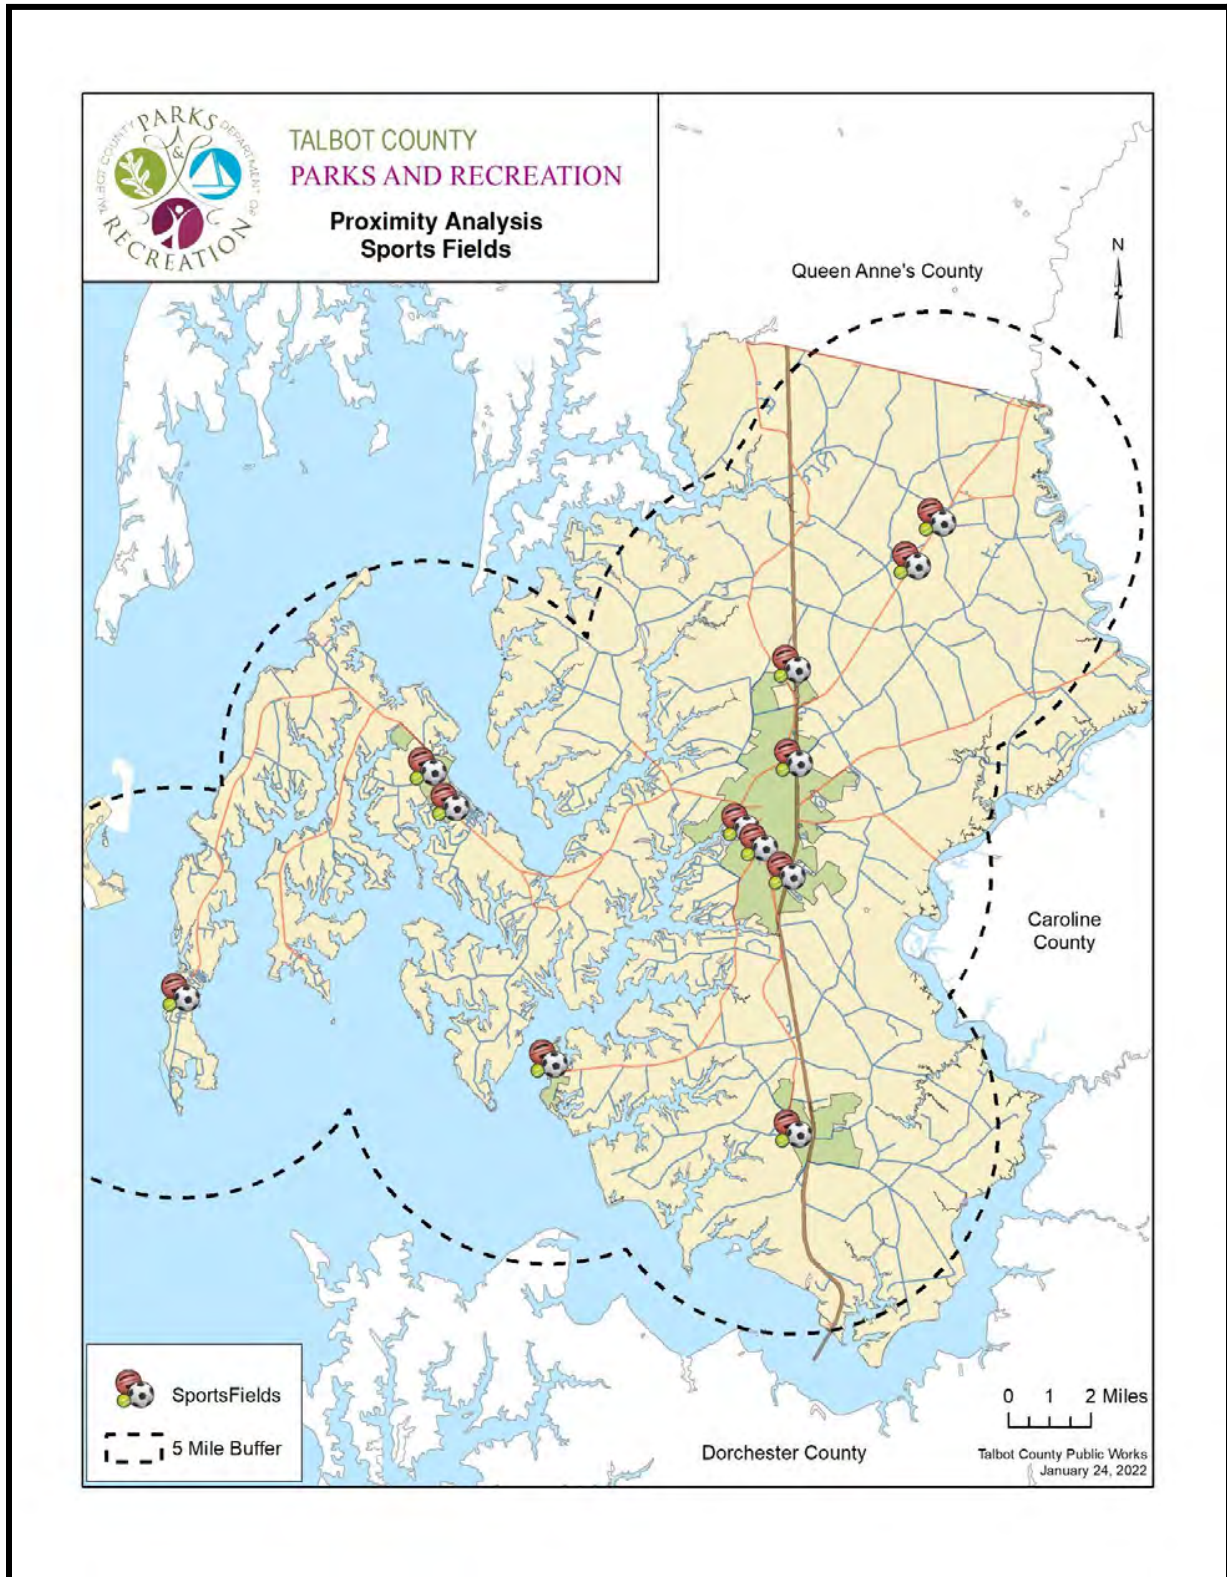 TALBOT COUNTY PARKS & RECREATION DEPARTMENT OF
TALBOT COUNTY
PARKS AND RECREATION
Proximity Analysis
Sports Fields
Queen Anne's County
N
Caroline
County
SportsFields
5 Mile Buffer
Dorchester County
0 1 2 Miles
Talbot County Public Works
January 24, 2022